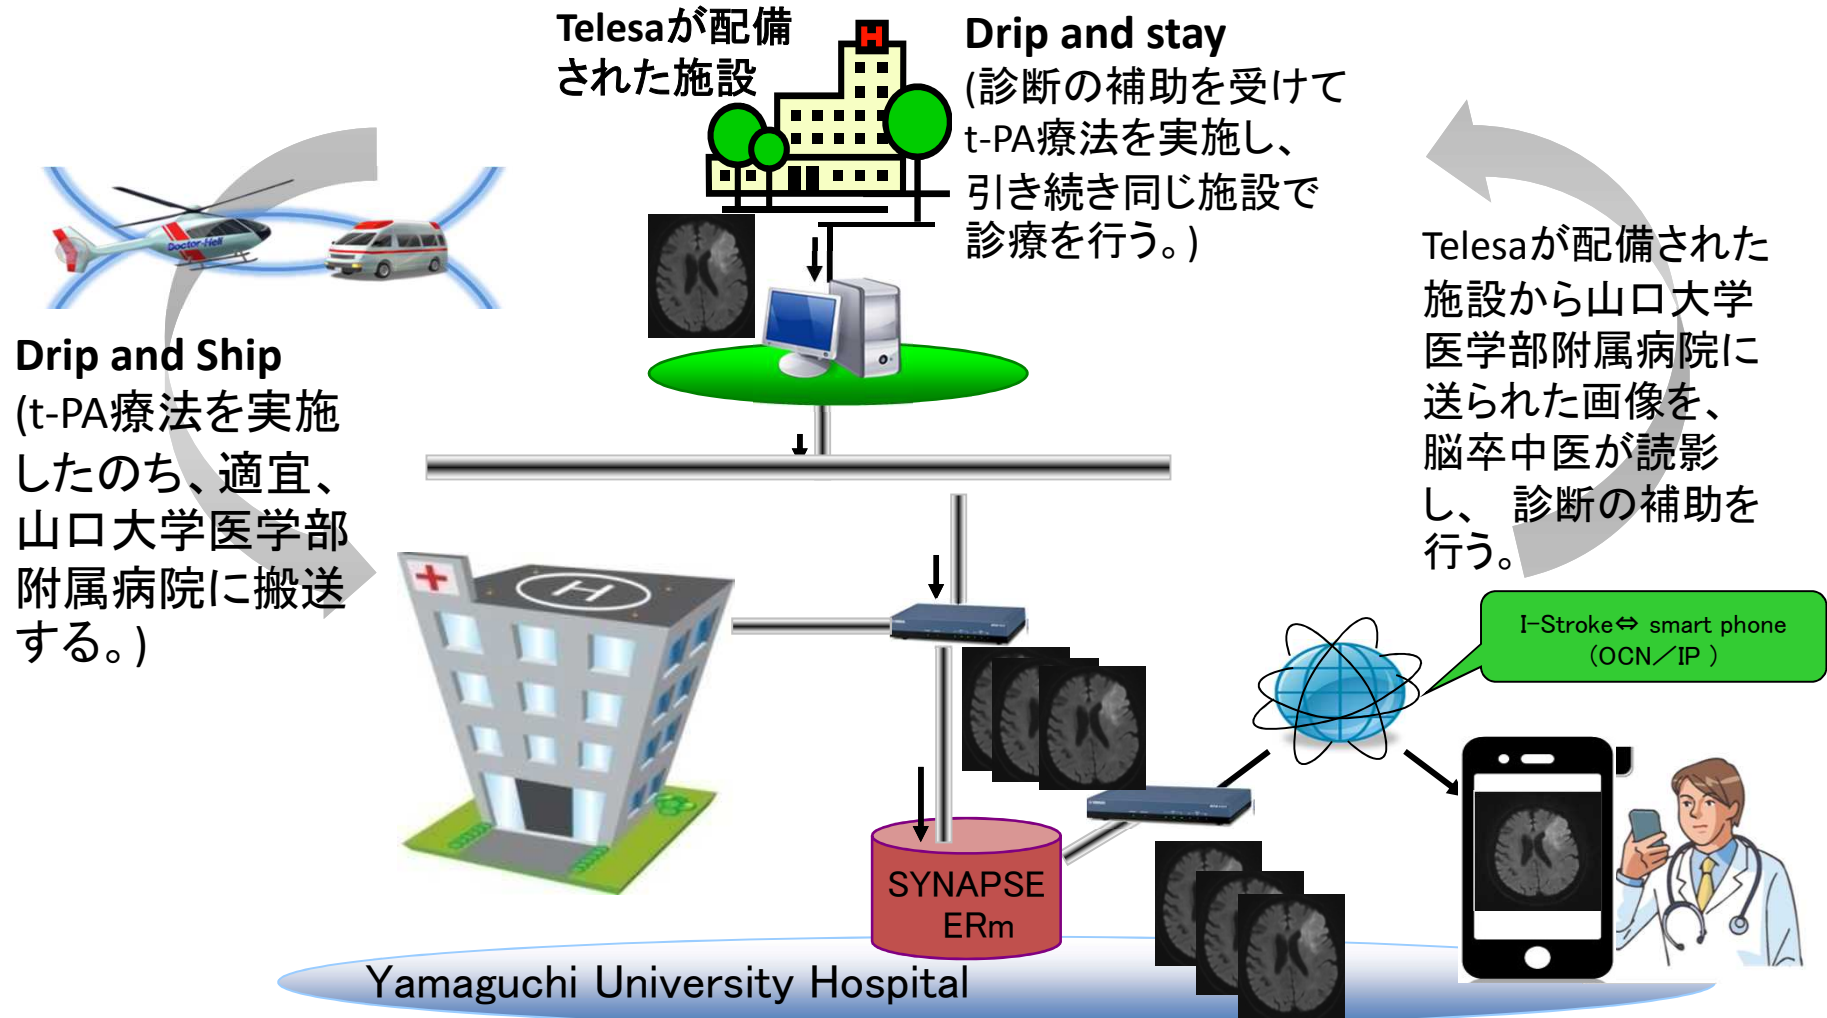 Telesaが配備
された施設
Drip and stay
(診断の補助を受けて
t-PA療法を実施し、
引き続き同じ施設で
診療を行う。)
Doctor-Heli
Drip and Ship
(t-PA療法を実施
したのち、適宜、
山口大学医学部
附属病院に搬送
する。)
Telesaが配備された
施設から山口大学
医学部附属病院に
送られた画像を、
脳卒中医が読影
し、 診断の補助を
行う。
I-Stroke⇔ smart phone
(OCN／IP )
SYNAPSE
ERm
Yamaguchi University Hospital
H
H